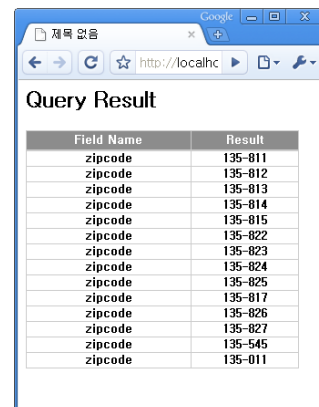 Google
제목 없음
http://localhc
Query Result
Field Name Result
zipcode 135-811
zipcode 135-812
zipcode 135-813
zipcode 135-814
zipcode 135-815
zipcode 135-822
zipcode 135-823
zipcode 135-824
zipcode 135-825
zipcode 135-817
zipcode 135-826
zipcode 135-827
zipcode 135-545
zipcode 135-011